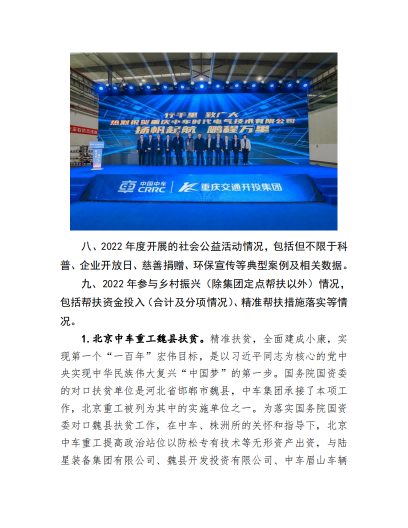 行千里 致广大
热烈祝贺重庆中车时代电气技术有限公司
扬帆起航 鹏程万里
中国中车
CRRC
重庆交通开投集团
八、2022 年度开展的社会公益活动情况，包括但不限于科
普、企业开放日、慈善捐赠、环保宣传等典型案例及相关数据。
九、2022 年参与乡村振兴（除集团定点帮扶以外）情况，
包括帮扶资金投入（合计及分项情况）、精准帮扶措施落实等情
况。
1.北京中车重工魏县扶贫。精准扶贫，全面建成小康，实
现第一个“一百年”宏伟目标，是以习近平同志为核心的党中
央实现中华民族伟大复兴“中国梦”的第一步。国务院国资委
的对口扶贫单位是河北省邯郸市魏县，中车集团承接了本项工
作，北京重工被列为其中的实施单位之一。为落实国务院国资
委对口魏县扶贫工作，在中车、株洲所的关怀和指导下，北京
中车重工提高政治站位以防松专有技术等无形资产出资，与陆
星装备集团有限公司、魏县开发投资有限公司、中车眉山车辆